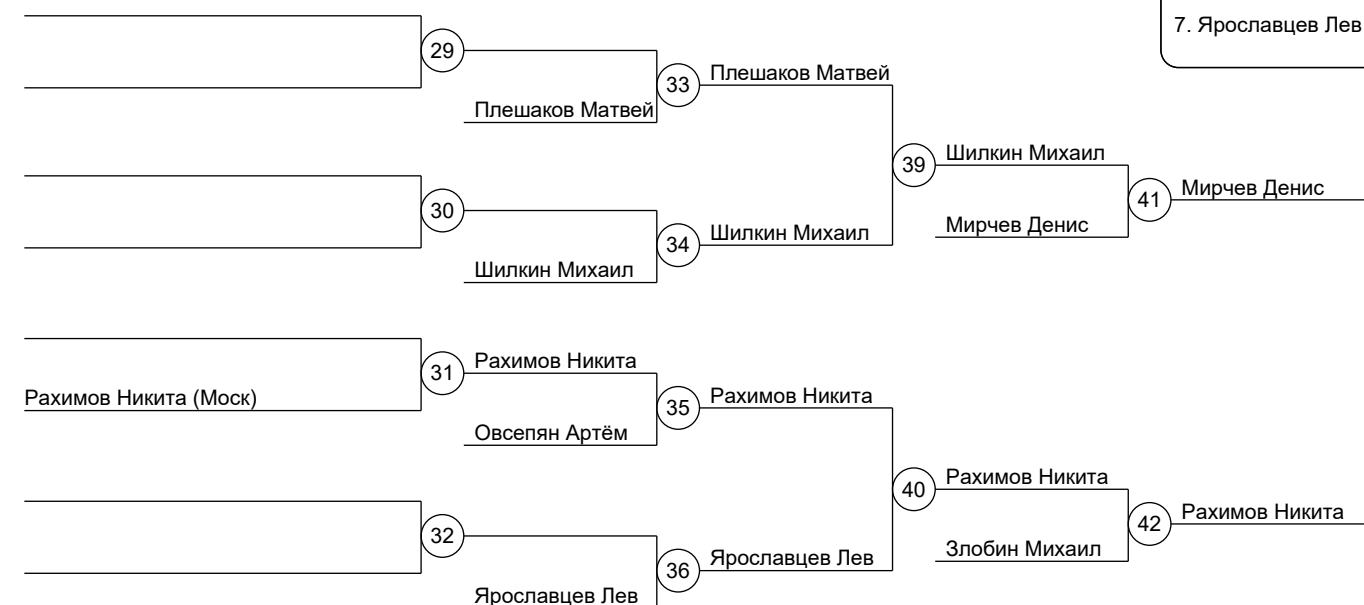 7. Ярославцев Лев
29
Плешаков Матвей
33
Плешаков Матвей
30
Шилкин Михаил
34
Шилкин Михаил
39
Шилкин Михаил
Мирчев Денис
41
Мирчев Денис
Рахимов Никита (Моск)
31
Рахимов Никита
Овсепян Артём
35
Рахимов Никита
32
Ярославцев Лев
36
Ярославцев Лев
40
Рахимов Никита
Злобин Михаил
42
Рахимов Никита